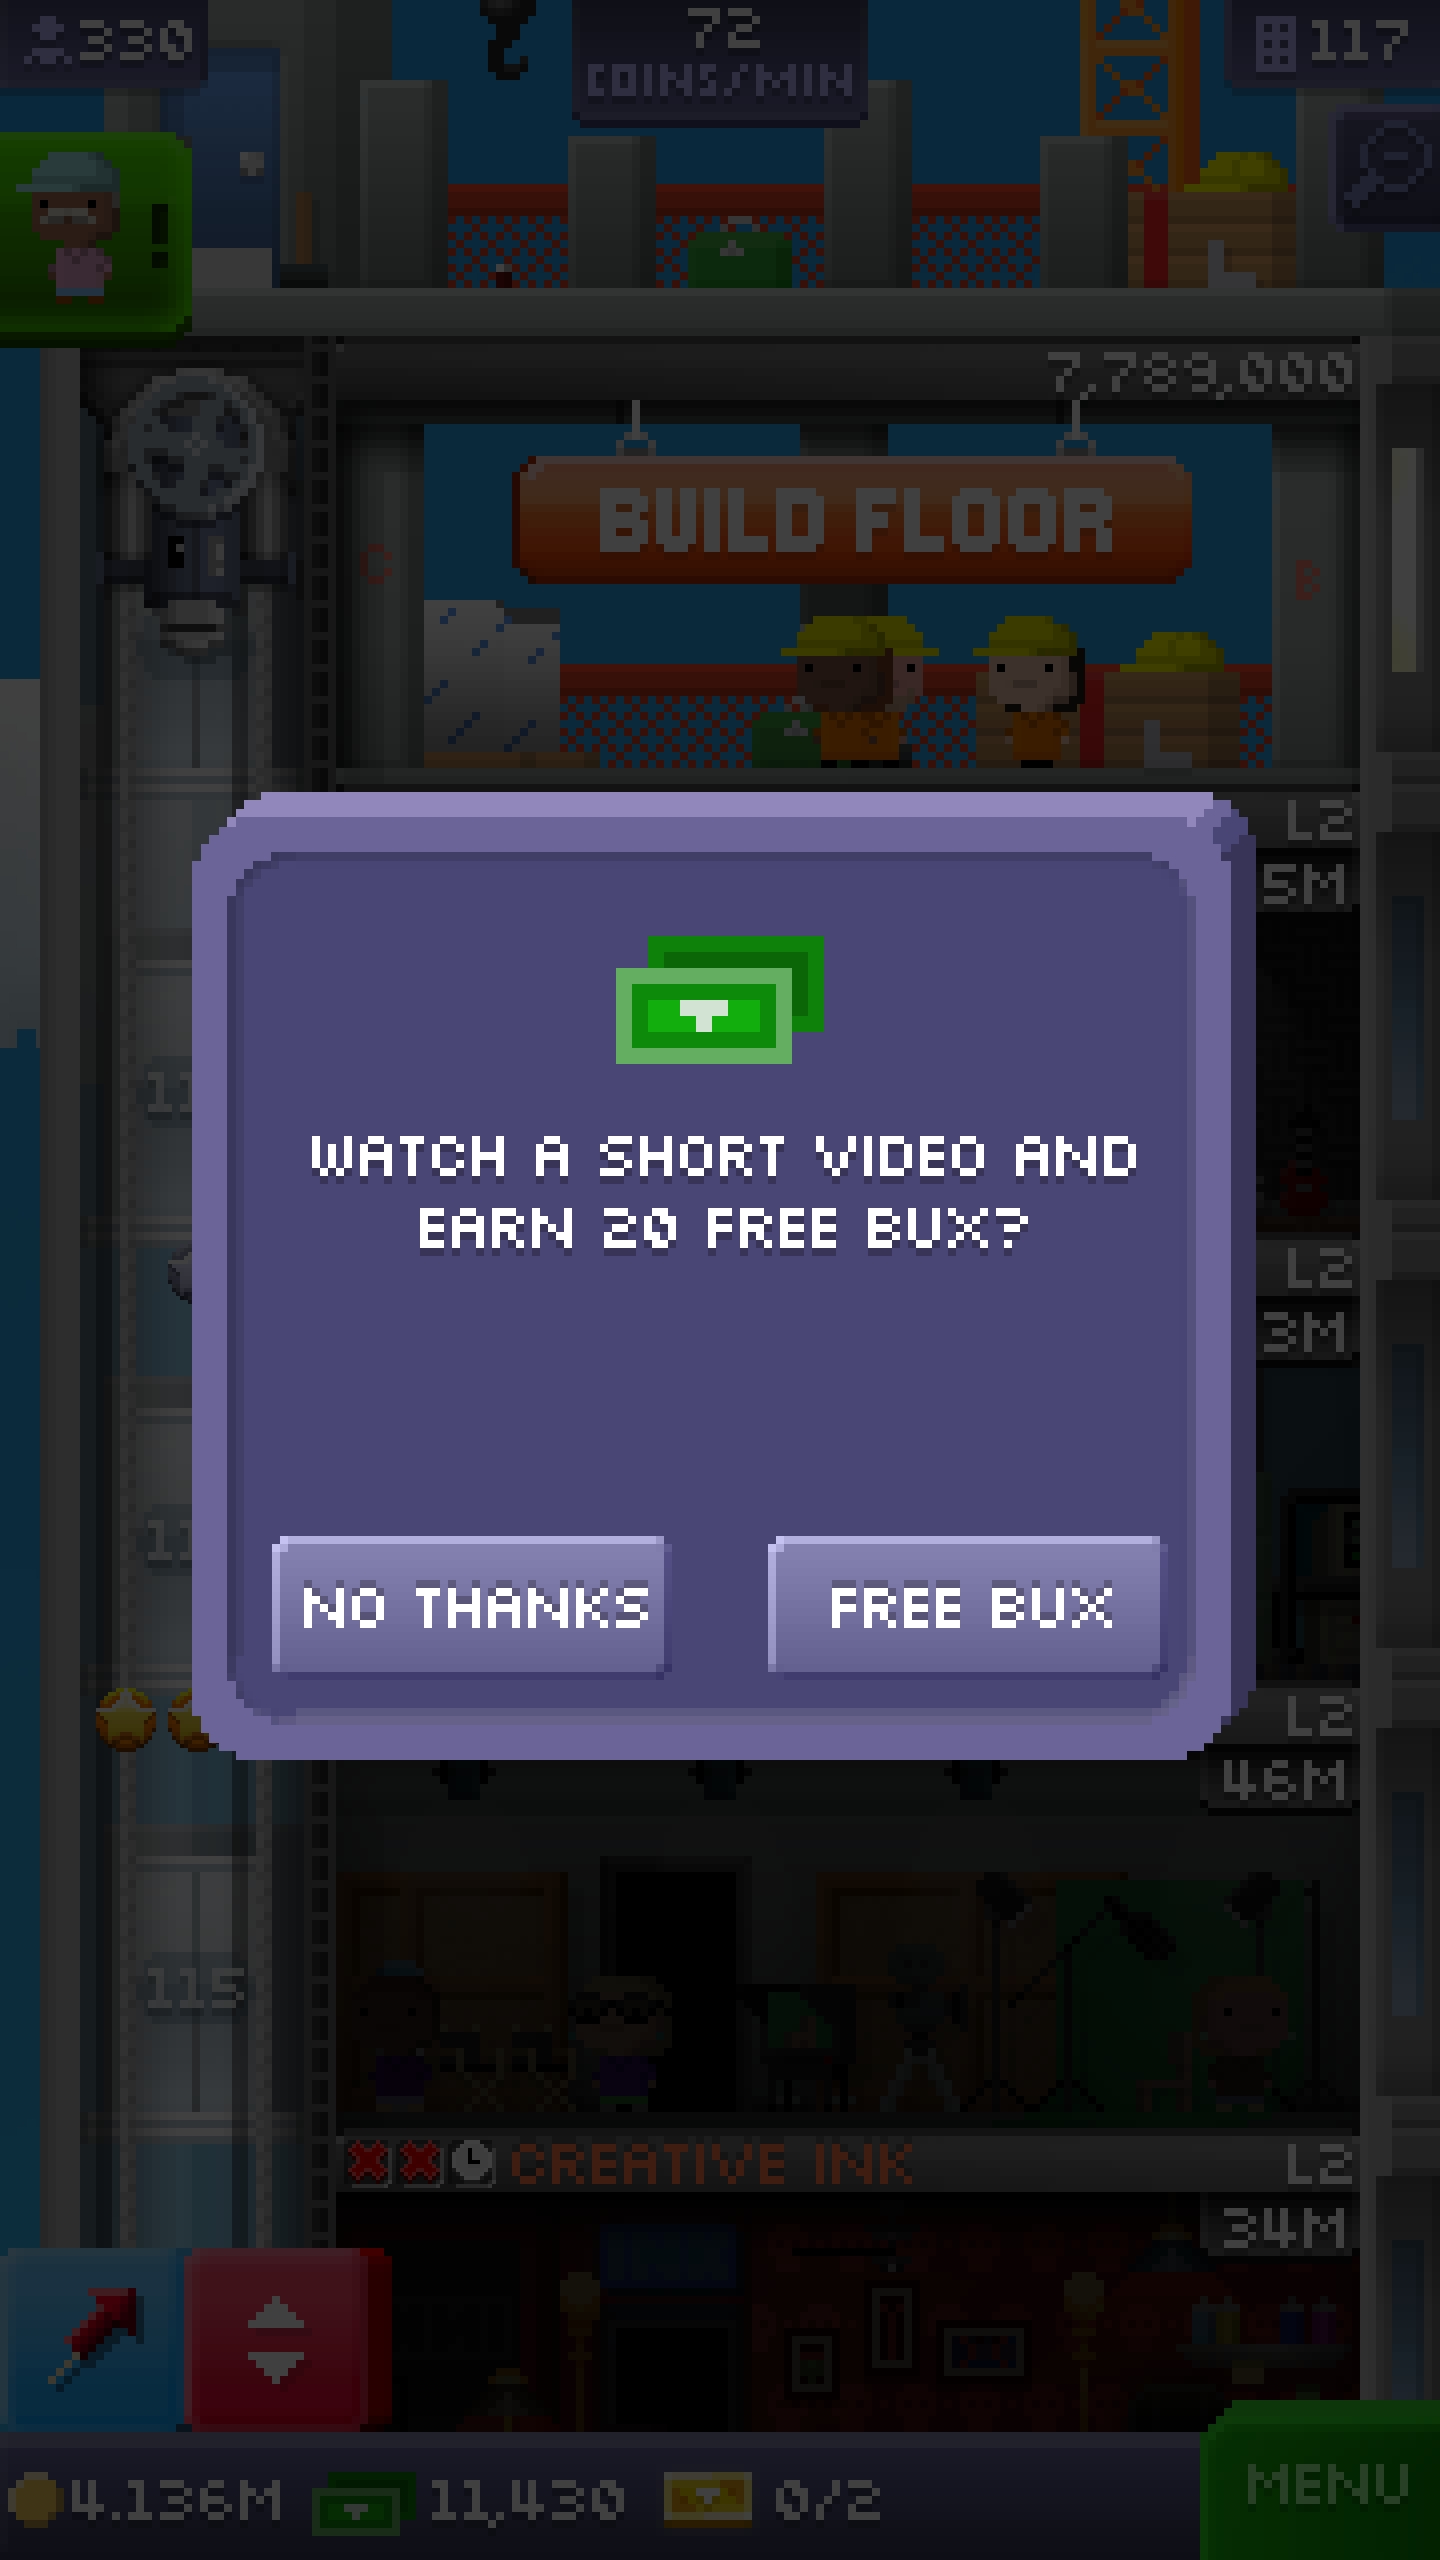 330
72
COINS/MIN
117
!
7,789,000
BUILD FLOOR
C
B
L2
5M
WATCH A SHORT VIDEO AND
EARN 20 FREE BUX?
L2
3M
NO THANKS
FREE BUX
L2
46M
115
CREATIVE INK
L2
34M
4.136M
11,430
0/2
MENU